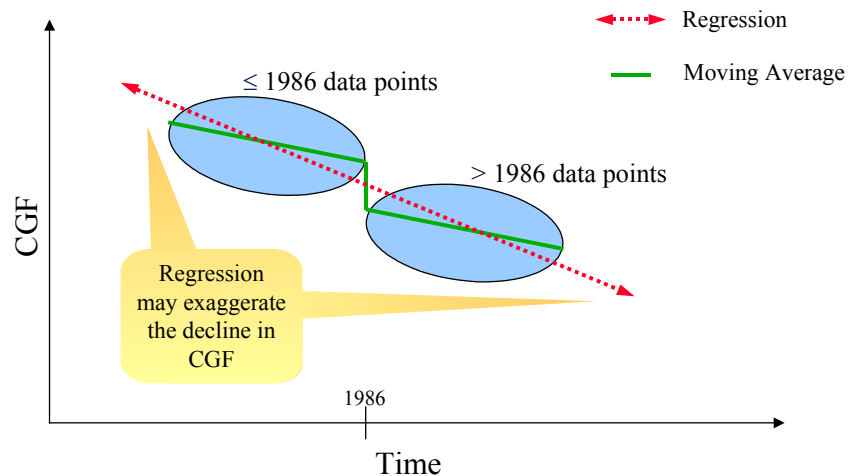 Regression
Moving Average
≤ 1986 data points
> 1986 data points
CGF
Regression
may exaggerate
the decline in
CGF
1986
Time